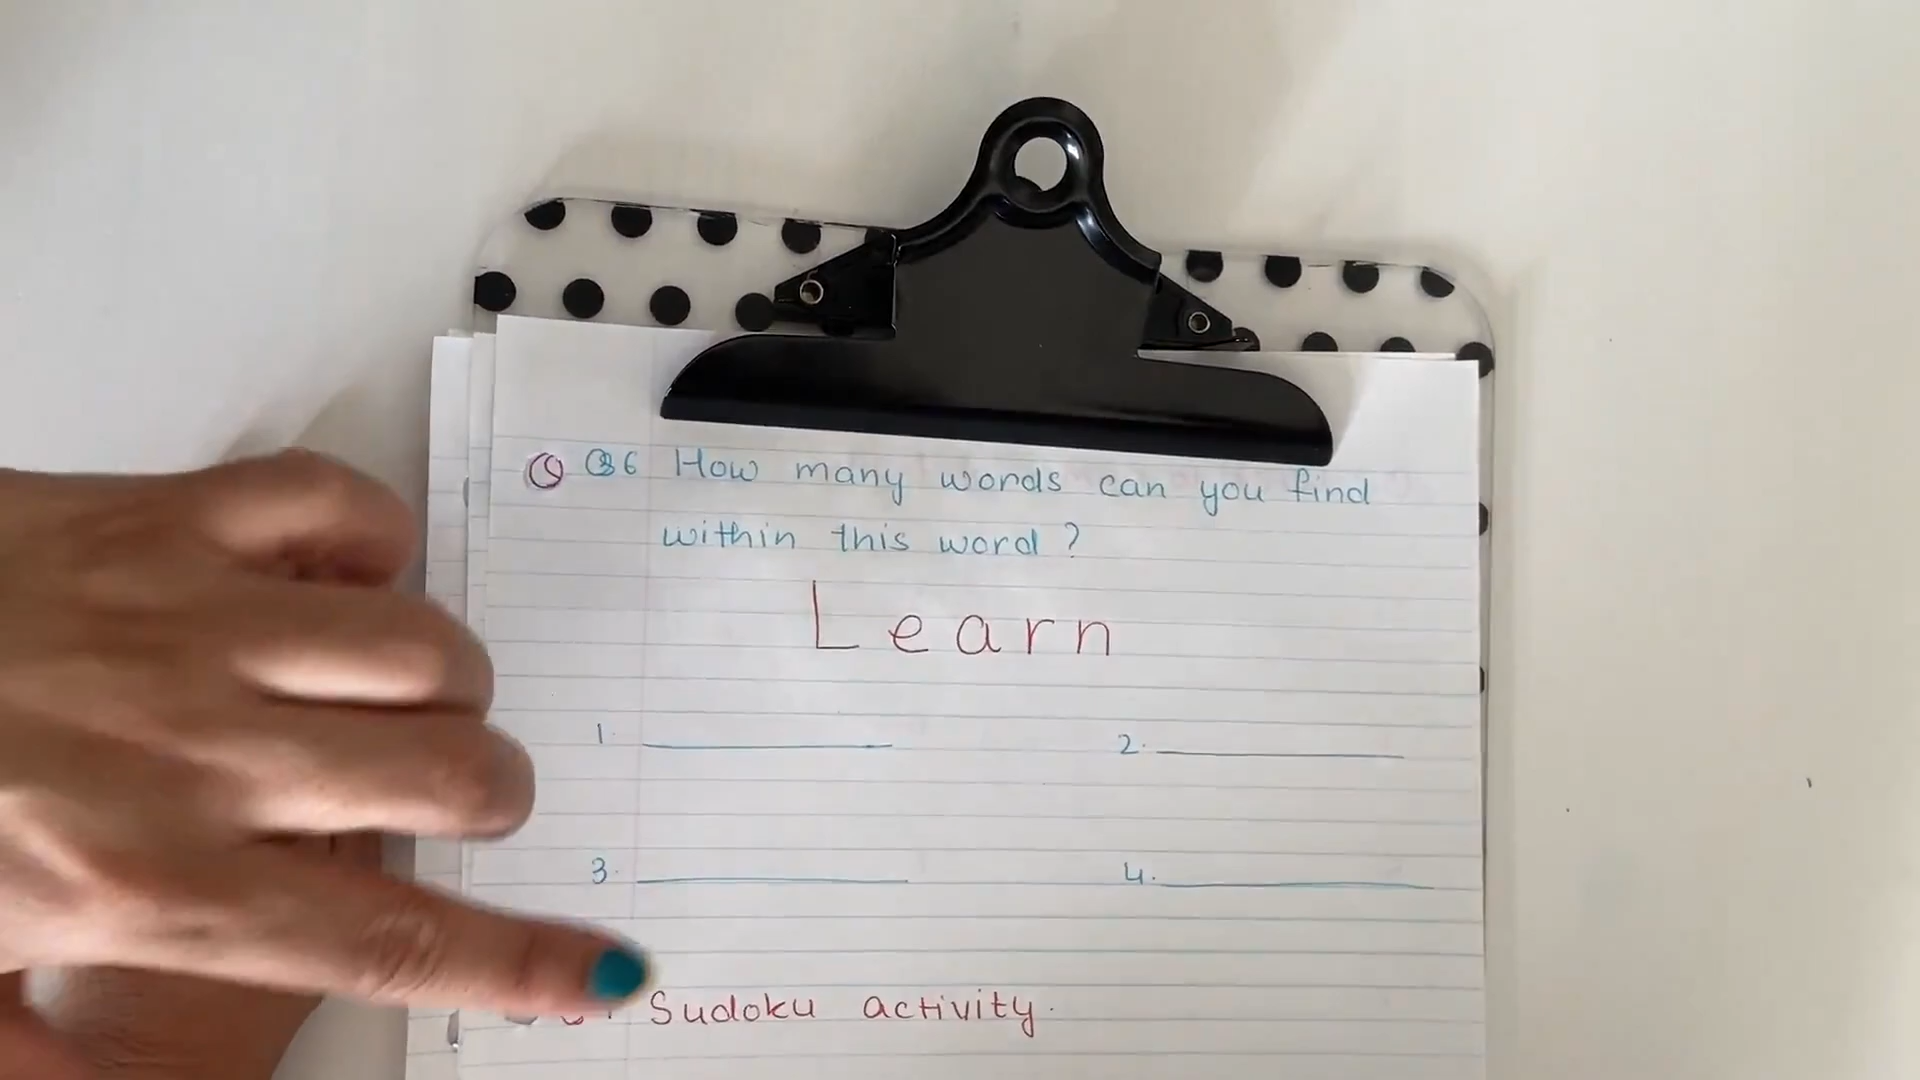 Q6 How many words can you find
within this word?
Learn
1. 2.
3. 4.
Sudoku activity.